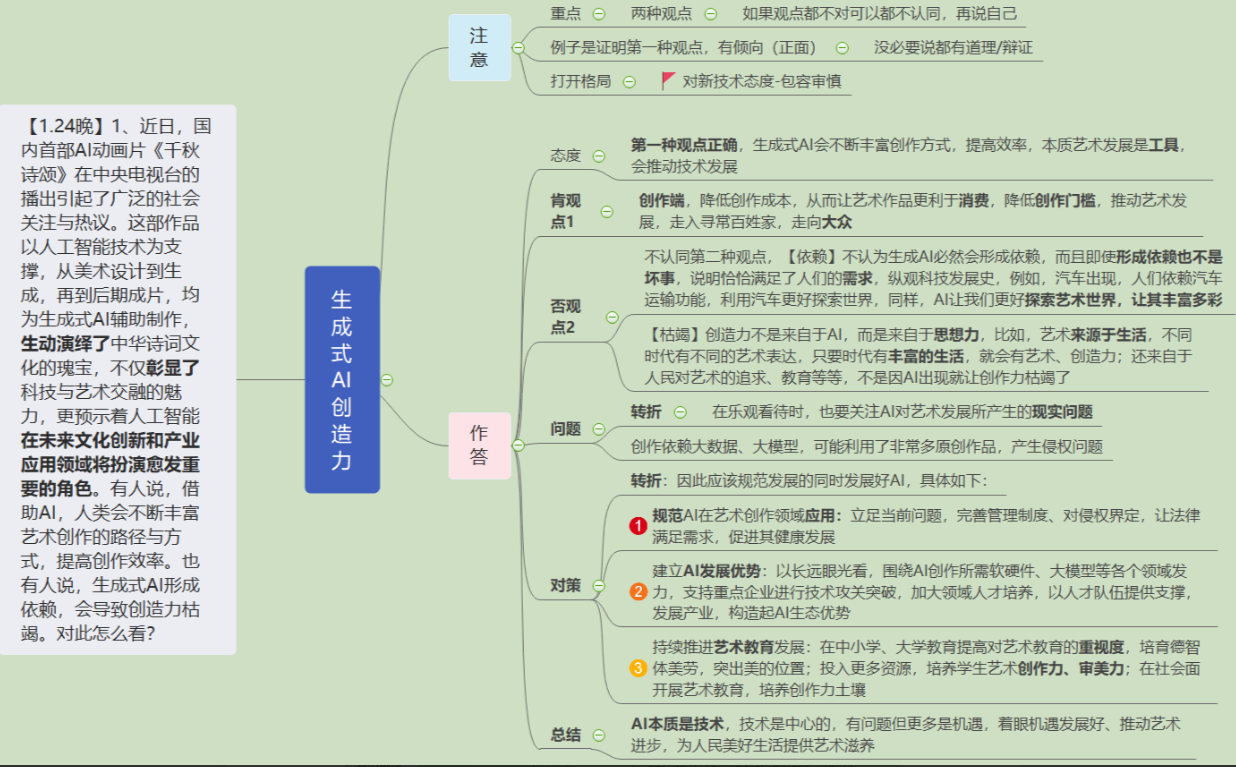 【1.24晚】1、近日，国
内首部AI动画片《千秋
诗颂》在中央电视台的
播出引起了广泛的社会
关注与热议。这部作品
以人工智能技术为支
撑，从美术设计到生
成，再到后期成片，均
为生成式AI辅助制作，
生动演绎了中华诗词文
化的瑰宝，不仅彰显了
科技与艺术交融的魅
力，更预示着人工智能
在未来文化创新和产业
应用领域将扮演愈发重
要的角色。有人说，借
助AI，人类会不断丰富
艺术创作的路径与方
式，提高创作效率。也
有人说，生成式AI形成
依赖，会导致创造力枯
竭。对此怎么看？
生
成
式
AI
创
造
力
注
意
重点
两种观点
如果观点都不对可以都不认同，再说自己
例子是证明第一种观点，有倾向（正面）
没必要说都有道理/辩证
打开格局
对新技术态度-包容审慎
作
答
态度
第一种观点正确，生成式AI会不断丰富创作方式，提高效率，本质艺术发展是工具，
会推动技术发展
肯观
点1
创作端，降低创作成本，从而让艺术作品更利于消费，降低创作门槛，推动艺术发
展，走入寻常百姓家，走向大众
否观
点2
不认同第二种观点，【依赖】不认为生成AI必然会形成依赖，而且即使形成依赖也不是
坏事，说明恰恰满足了人们的需求，纵观科技发展史，例如，汽车出现，人们依赖汽车
运输功能，利用汽车更好探索世界，同样，AI让我们更好探索艺术世界，让其丰富多彩
【枯竭】创造力不是来自于AI，而是来自于思想力，比如，艺术来源于生活，不同
时代有不同的艺术表达，只要时代有丰富的生活，就会有艺术、创造力；还来自于
人民对艺术的追求、教育等等，不是因AI出现就让创作力枯竭了
问题
转折
在乐观看待时，也要关注AI对艺术发展所产生的现实问题
创作依赖大数据、大模型，可能利用了非常多原创作品，产生侵权问题
对策
转折：因此应该规范发展的同时发展好AI，具体如下：
1
规范AI在艺术创作领域应用：立足当前问题，完善管理制度、对侵权界定，让法律
满足需求，促进其健康发展
2
建立AI发展优势：以长远眼光看，围绕AI创作所需软硬件、大模型等各个领域发
力，支持重点企业进行技术攻关突破，加大领域人才培养，以人才队伍提供支撑，
发展产业，构造起AI生态优势
3
持续推进艺术教育发展：在中小学、大学教育提高对艺术教育的重视度，培育德智
体美劳，突出美的位置；投入更多资源，培养学生艺术创作力、审美力；在社会面
开展艺术教育，培养创作力土壤
总结
AI本质是技术，技术是中心的，有问题但更多是机遇，着眼机遇发展好、推动艺术
进步，为人民美好生活提供艺术滋养